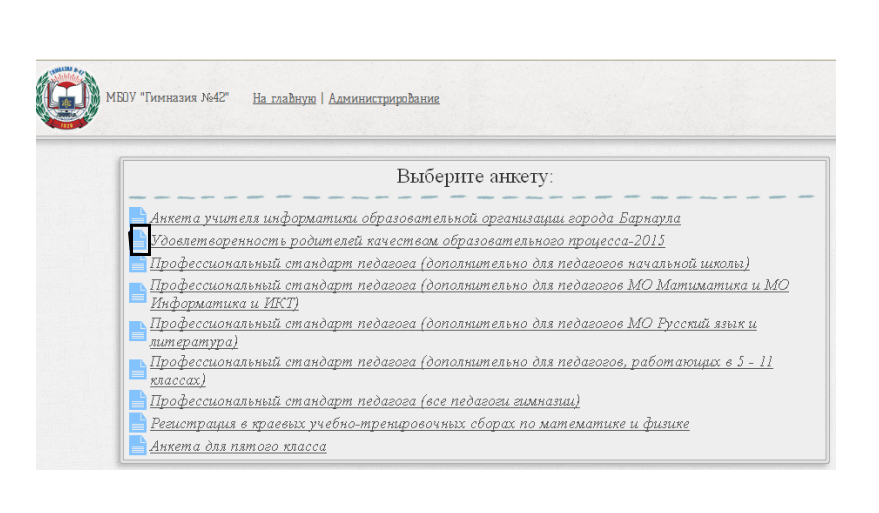 МБОУ "Гимназия №42" На главную | Администрирование
Выберите анкету:
Анкета учителя информатики образовательной организации города Барнаула
Удовлетворенность родителей качеством образовательного процесса-2015
Профессиональный стандарт педагога (дополнительно для педагогов начальной школы)
Профессиональный стандарт педагога (дополнительно для педагогов МО Матиматика и МО
Информатика и ИКТ)
Профессиональный стандарт педагога (дополнительно для педагогов МО Русский язык и
литература)
Профессиональный стандарт педагога (дополнительно для педагогов, работающих в 5 - 11
классах)
Профессиональный стандарт педагога (все педагоги гимназии)
Регистрация в краевых учебно-тренировочных сборах по математике и физике
Анкета для пятого класса